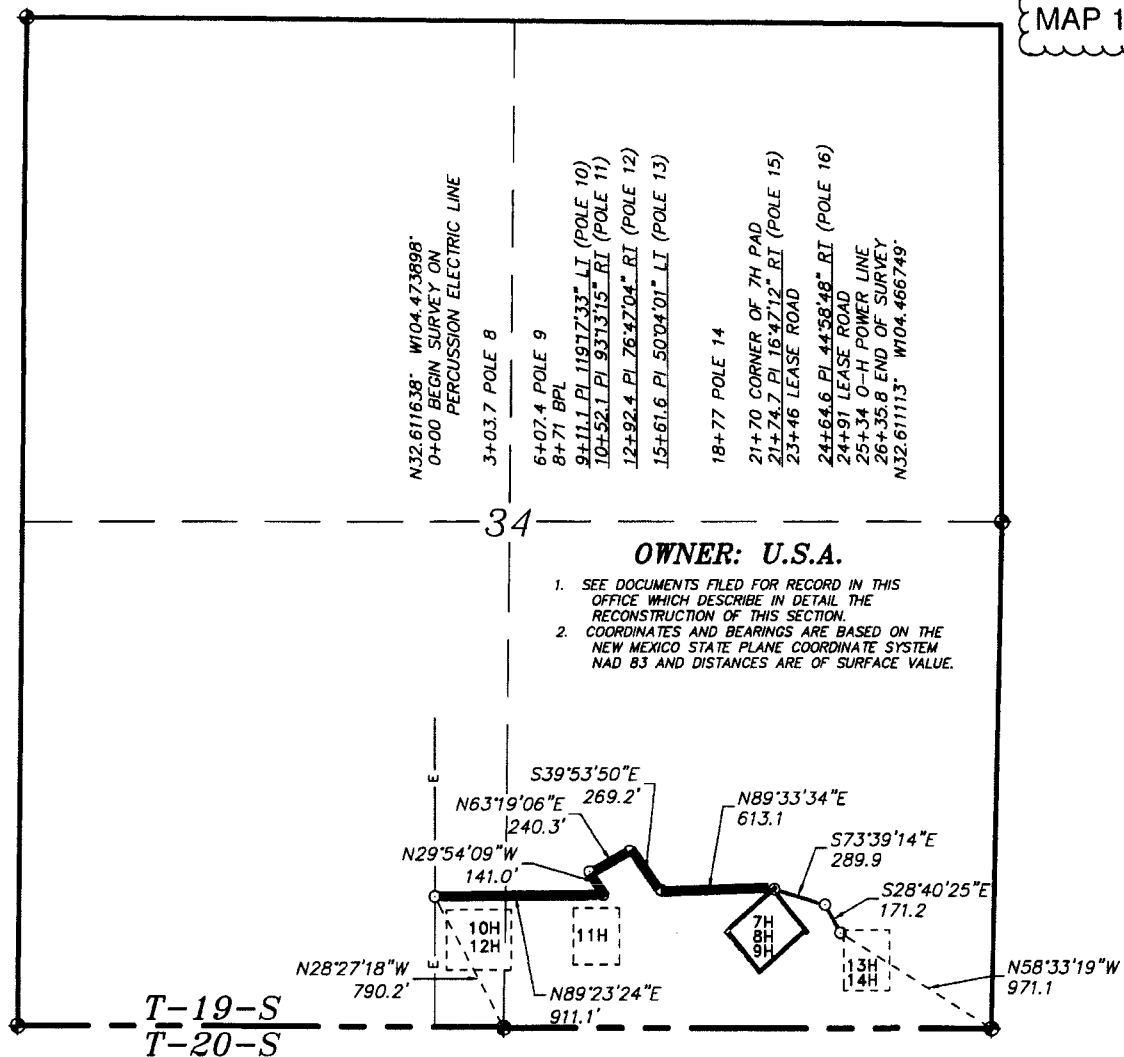 MAP 1
N32.611638° W104.473898°
0+00 BEGIN SURVEY ON
PERCUSSION ELECTRIC LINE
3+03.7 POLE 8
6+07.4 POLE 9
8+71 BPL
9+11.1 PI 119°17'33" LT (POLE 10)
10+52.1 PI 93°13'15" RT (POLE 11)
12+92.4 PI 76°47'04" RT (POLE 12)
15+61.6 PI 50°04'01" LT (POLE 13)
18+77 POLE 14
21+70 CORNER OF 7H PAD
21+74.7 PI 16°47'12" RT (POLE 15)
23+46 LEASE ROAD
24+64.6 PI 44°58'48" RT (POLE 16)
24+91 LEASE ROAD
25+34 O-H POWER LINE
26+35.8 END OF SURVEY
N32.611113° W104.466749°
34
OWNER: U.S.A.
1. SEE DOCUMENTS FILED FOR RECORD IN THIS
OFFICE WHICH DESCRIBE IN DETAIL THE
RECONSTRUCTION OF THIS SECTION.
2. COORDINATES AND BEARINGS ARE BASED ON THE
NEW MEXICO STATE PLANE COORDINATE SYSTEM
NAD 83 AND DISTANCES ARE OF SURFACE VALUE.
E
S39°53'50"E
269.2'
N63°19'06"E
240.3'
N89°33'34"E
613.1
S73°39'14"E
289.9
N29°54'09"W
141.0'
S28°40'25"E
171.2
10H
12H
11H
7H
8H
9H
13H
14H
E
N28°27'18"W
790.2'
N89°23'24"E
911.1'
N58°33'19"W
971.1
T-19-S
T-20-S